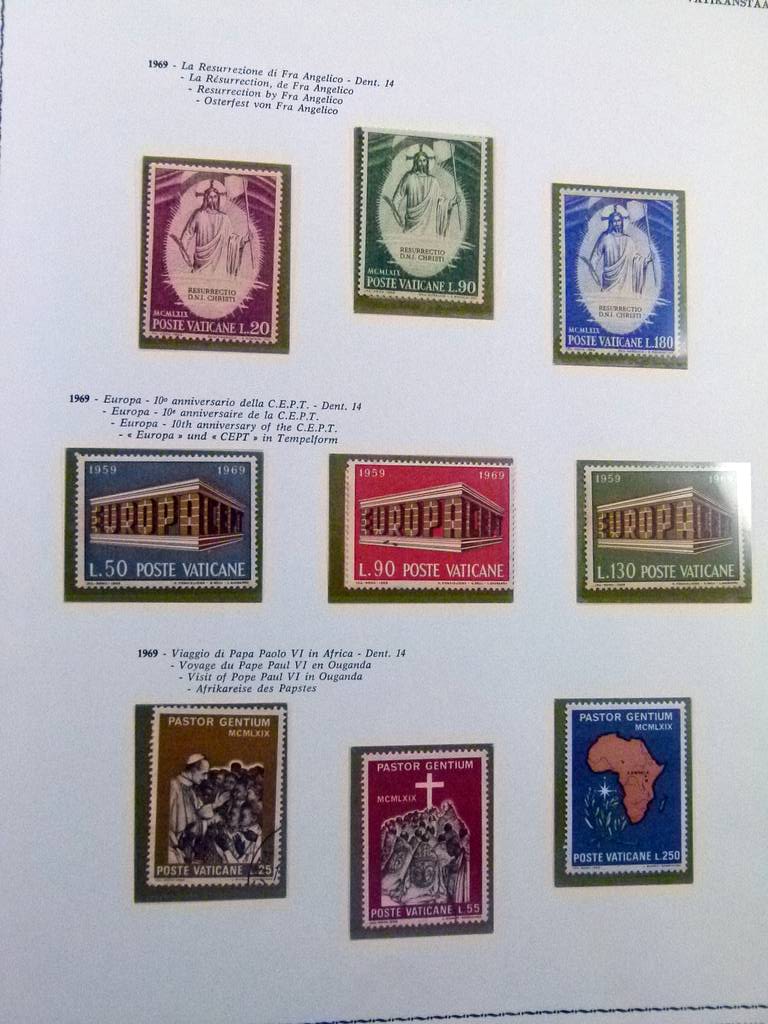 1969 - La Resurrezione di Fra Angelico - Dent. 14
- La Résurrection, de Fra Angelico
- Resurrection by Fra Angelico
- Osterfest von Fra Angelico
RESURRECTIO
D.N.I. CHRISTI
MCMLXIX
POSTE VATICANE L.20
RESURRECTIO
D.N.I. CHRISTI
MCMLXIX
POSTE VATICANE L.90
RESURRECTIO
D.N.I. CHRISTI
MCMLXIX
POSTE VATICANE L.180
1969 - Europa - 10º anniversario della C.E.P.T. - Dent. 14
- Europa - 10e anniversaire de la C.E.P.T.
- Europa - 10th anniversary of the C.E.P.T.
- « Europa » und « CEPT » in Tempelform
1959 1969
EUROPA CEPT
L.50 POSTE VATICANE
1959 1969
EUROPA CEPT
L.90 POSTE VATICANE
1959 1969
EUROPA CEPT
L.130 POSTE VATICANE
1969 - Viaggio di Papa Paolo VI in Africa - Dent. 14
- Voyage du Pape Paul VI en Ouganda
- Visit of Pope Paul VI in Ouganda
- Afrikareise des Papstes
PASTOR GENTIUM
MCMLXIX
POSTE VATICANE L.25
PASTOR GENTIUM
MCMLXIX
POSTE VATICANE L.55
PASTOR GENTIUM
MCMLXIX
POSTE VATICANE L.250